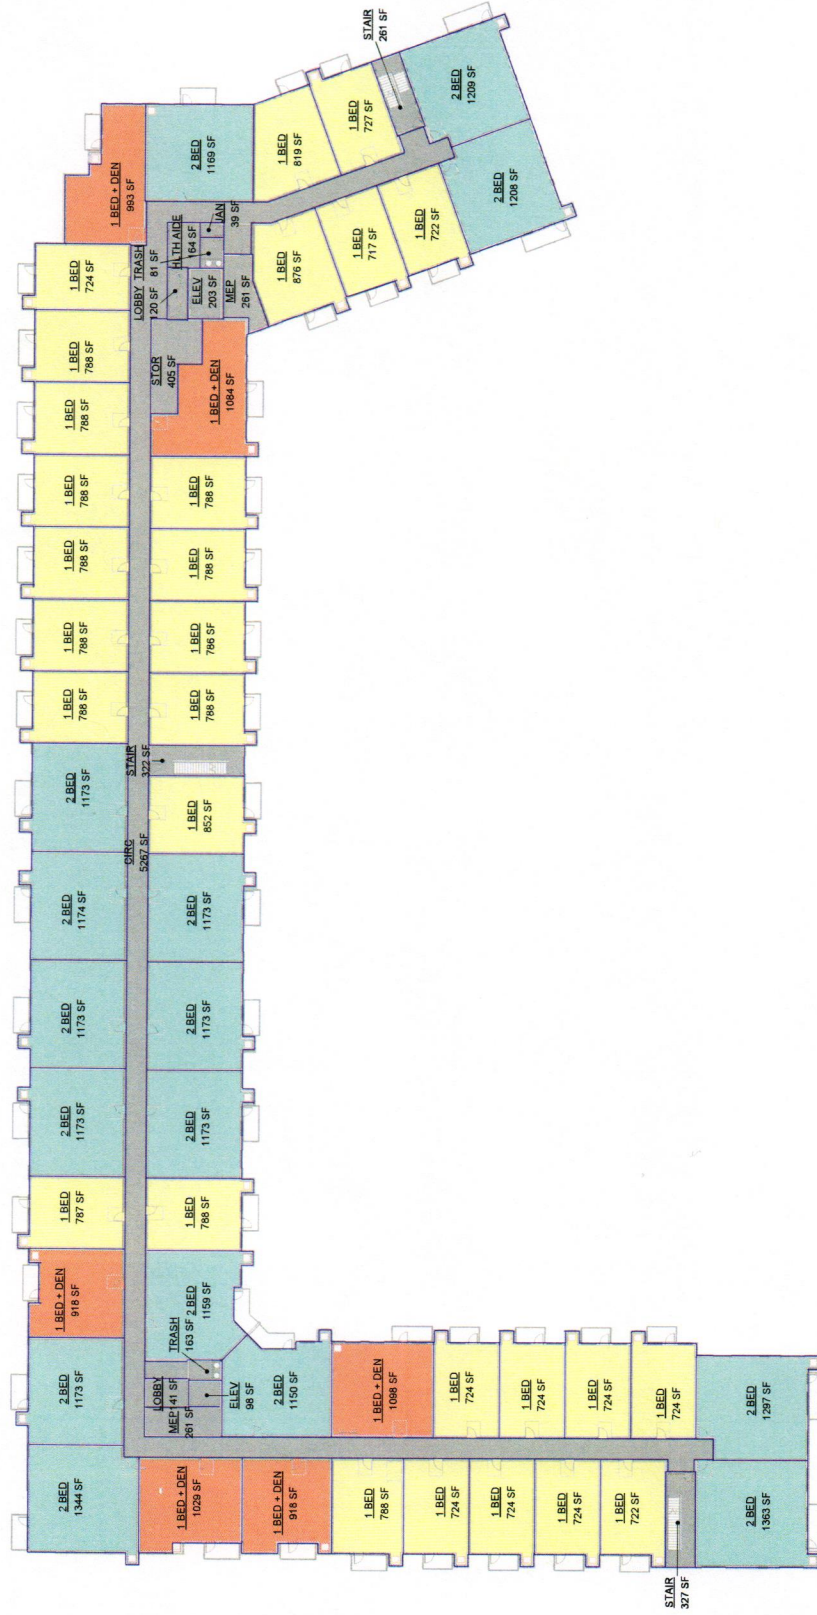 STAIR
261 SF
2 BED
1209 SF
2 BED
1208 SF
1 BED
727 SF
1 BED
819 SF
1 BED
722 SF
1 BED
717 SF
1 BED
876 SF
2 BED
1169 SF
1 BED + DEN
993 SF
JAN
39 SF
HLTH AIDE
164 SF
TRASH
81 SF
LOBBY
120 SF
ELEV
203 SF
MEP
261 SF
STOR
405 SF
1 BED + DEN
1084 SF
1 BED
724 SF
1 BED
788 SF
1 BED
788 SF
1 BED
788 SF
1 BED
788 SF
1 BED
788 SF
1 BED
788 SF
1 BED
788 SF
1 BED
788 SF
1 BED
786 SF
1 BED
788 SF
STAIR
322 SF
CIRC
5267 SF
1 BED
852 SF
2 BED
1173 SF
2 BED
1174 SF
2 BED
1173 SF
2 BED
1173 SF
2 BED
1173 SF
2 BED
1173 SF
2 BED
1173 SF
1 BED
787 SF
1 BED
788 SF
1 BED + DEN
918 SF
2 BED
1159 SF
TRASH
163 SF
2 BED
1173 SF
LOBBY
141 SF
MEP
261 SF
ELEV
98 SF
2 BED
1150 SF
2 BED
1344 SF
1 BED + DEN
1029 SF
1 BED + DEN
918 SF
1 BED + DEN
1098 SF
1 BED
724 SF
1 BED
724 SF
1 BED
724 SF
1 BED
724 SF
1 BED
788 SF
1 BED
724 SF
1 BED
724 SF
1 BED
724 SF
1 BED
722 SF
2 BED
1297 SF
2 BED
1363 SF
STAIR
327 SF